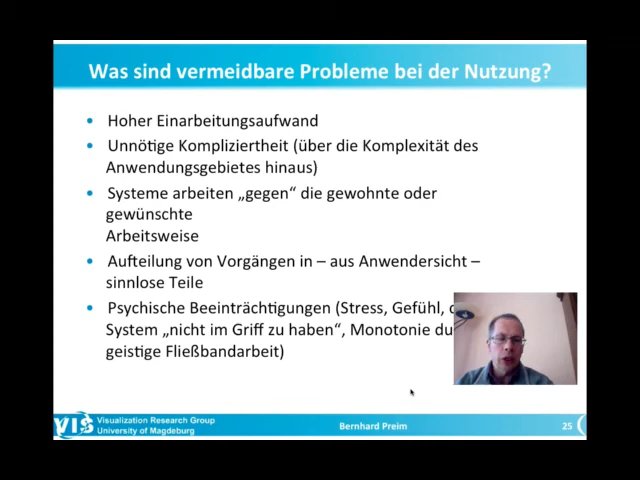 Was sind vermeidbare Probleme bei der Nutzung?
• Hoher Einarbeitungsaufwand
• Unnötige Kompliziertheit (über die Komplexität des
Anwendungsgebietes hinaus)
• Systeme arbeiten „gegen“ die gewohnte oder
gewünschte
Arbeitsweise
• Aufteilung von Vorgängen in – aus Anwendersicht –
sinnlose Teile
• Psychische Beeinträchtigungen (Stress, Gefühl,
System „nicht im Griff zu haben“, Monotonie
geistige Fließbandarbeit)
VIS
Visualization Research Group
University of Magdeburg
Bernhard Preim
25